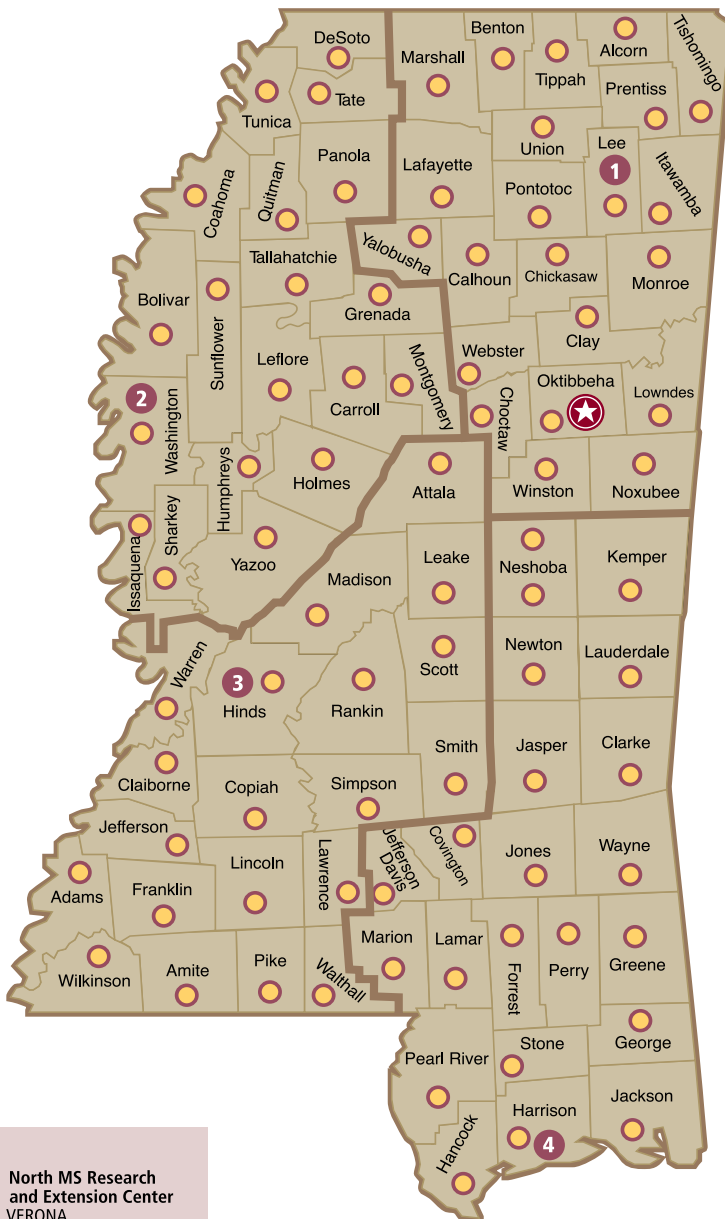 DeSoto
Marshall
Benton
Tippah
Alcorn
Tishomingo
Prentiss
Tunica
Tate
Union
Lee
1
Itawamba
Panola
Lafayette
Pontotoc
Coahoma
Quitman
Yalobusha
Calhoun
Chickasaw
Monroe
Tallahatchie
Bolivar
Sunflower
Grenada
Clay
Leflore
Webster
Carroll
Montgomery
Choctaw
Oktibbeha
Lowndes
2
Washington
Humphreys
Holmes
Attala
Winston
Noxubee
Issaquena
Sharkey
Yazoo
Madison
Leake
Neshoba
Kemper
Warren
3
Hinds
Rankin
Scott
Newton
Lauderdale
Claiborne
Copiah
Simpson
Smith
Jasper
Clarke
Jefferson
Lincoln
Lawrence
Jefferson
Davis
Covington
Jones
Wayne
Adams
Franklin
Wilkinson
Amite
Pike
Walthall
Marion
Lamar
Forrest
Perry
Greene
Pearl River
Stone
George
Hancock
Harrison
4
Jackson
North MS Research
and Extension Center
VERONA